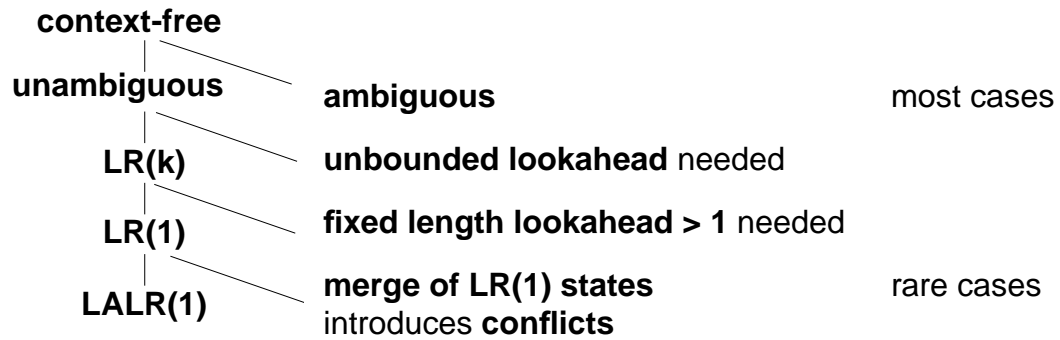 context-free
unambiguous
ambiguous most cases
LR(k) unbounded lookahead needed
LR(1) fixed length lookahead > 1 needed
LALR(1) merge of LR(1) states rare cases
introduces conflicts